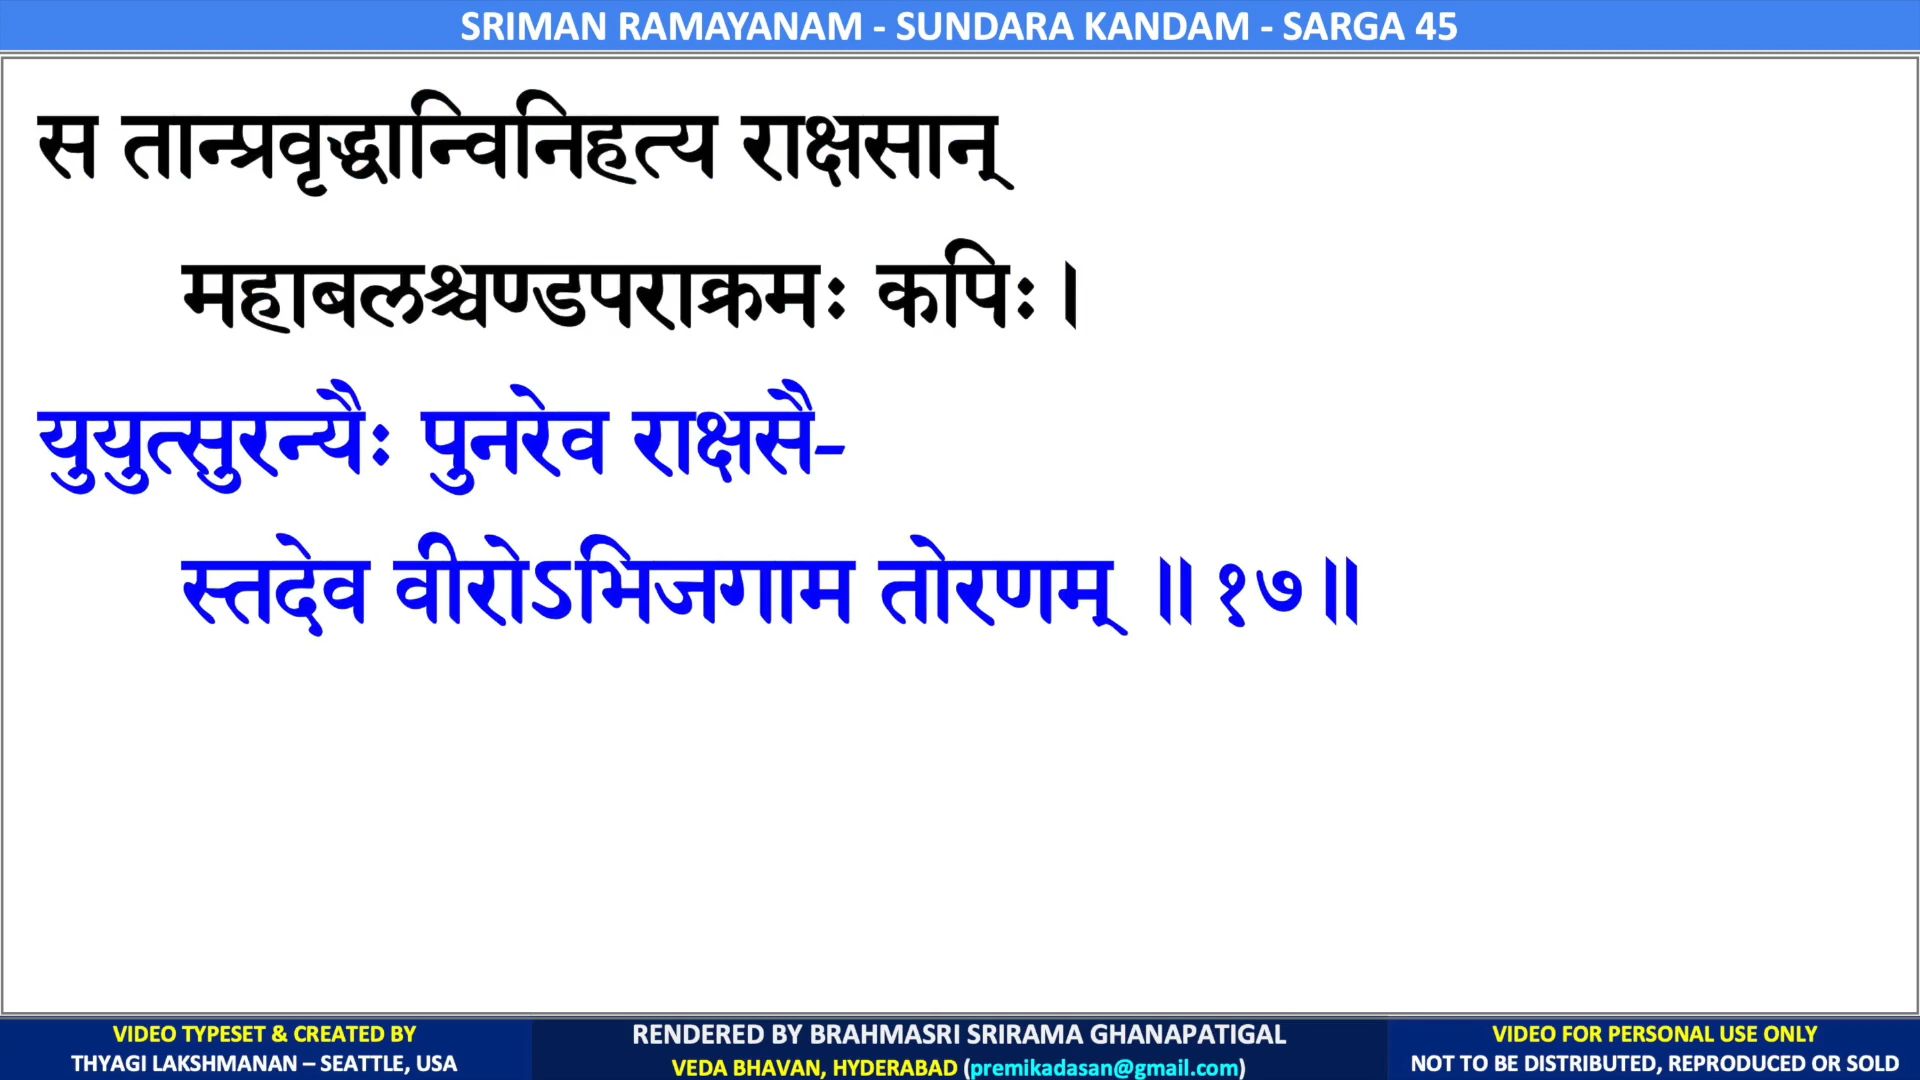 SRIMAN RAMAYANAM - SUNDARA KANDAM - SARGA 45
स तान्प्रवृद्धान्विनिहत्य राक्षसान्
महाबलश्चण्डपराक्रमः कपिः।
युयुत्सुरन्यैः पुनरेव राक्षसै-
स्तदेव वीरोऽभिजगाम तोरणम् ॥१७॥
VIDEO TYPESET & CREATED BY
THYAGI LAKSHMANAN – SEATTLE, USA
RENDERED BY BRAHMASRI SRIRAMA GHANAPATIGAL
VEDA BHAVAN, HYDERABAD (premikadasan@gmail.com)
VIDEO FOR PERSONAL USE ONLY
NOT TO BE DISTRIBUTED, REPRODUCED OR SOLD